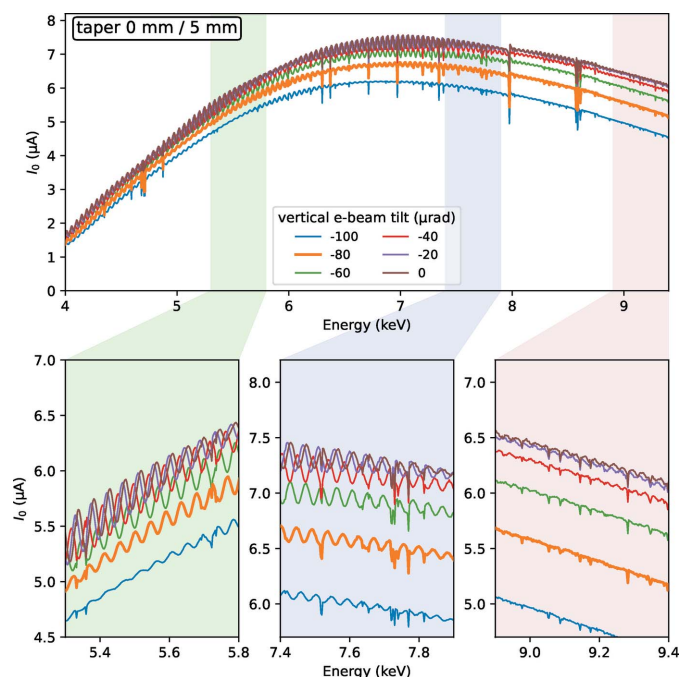 taper 0 mm / 5 mm
8
7
6
5
4
3
2
1
0
I₀ (μA)
vertical e-beam tilt (μrad)
-100 -40
-80 -20
-60 0
4 5 6 7 8 9
Energy (keV)
7.0
6.5
6.0
5.5
5.0
4.5
I₀ (μA)
5.4 5.6 5.8
8.0
7.5
7.0
6.5
6.0
7.4 7.6 7.8
Energy (keV)
7.0
6.5
6.0
5.5
5.0
9.0 9.2 9.4